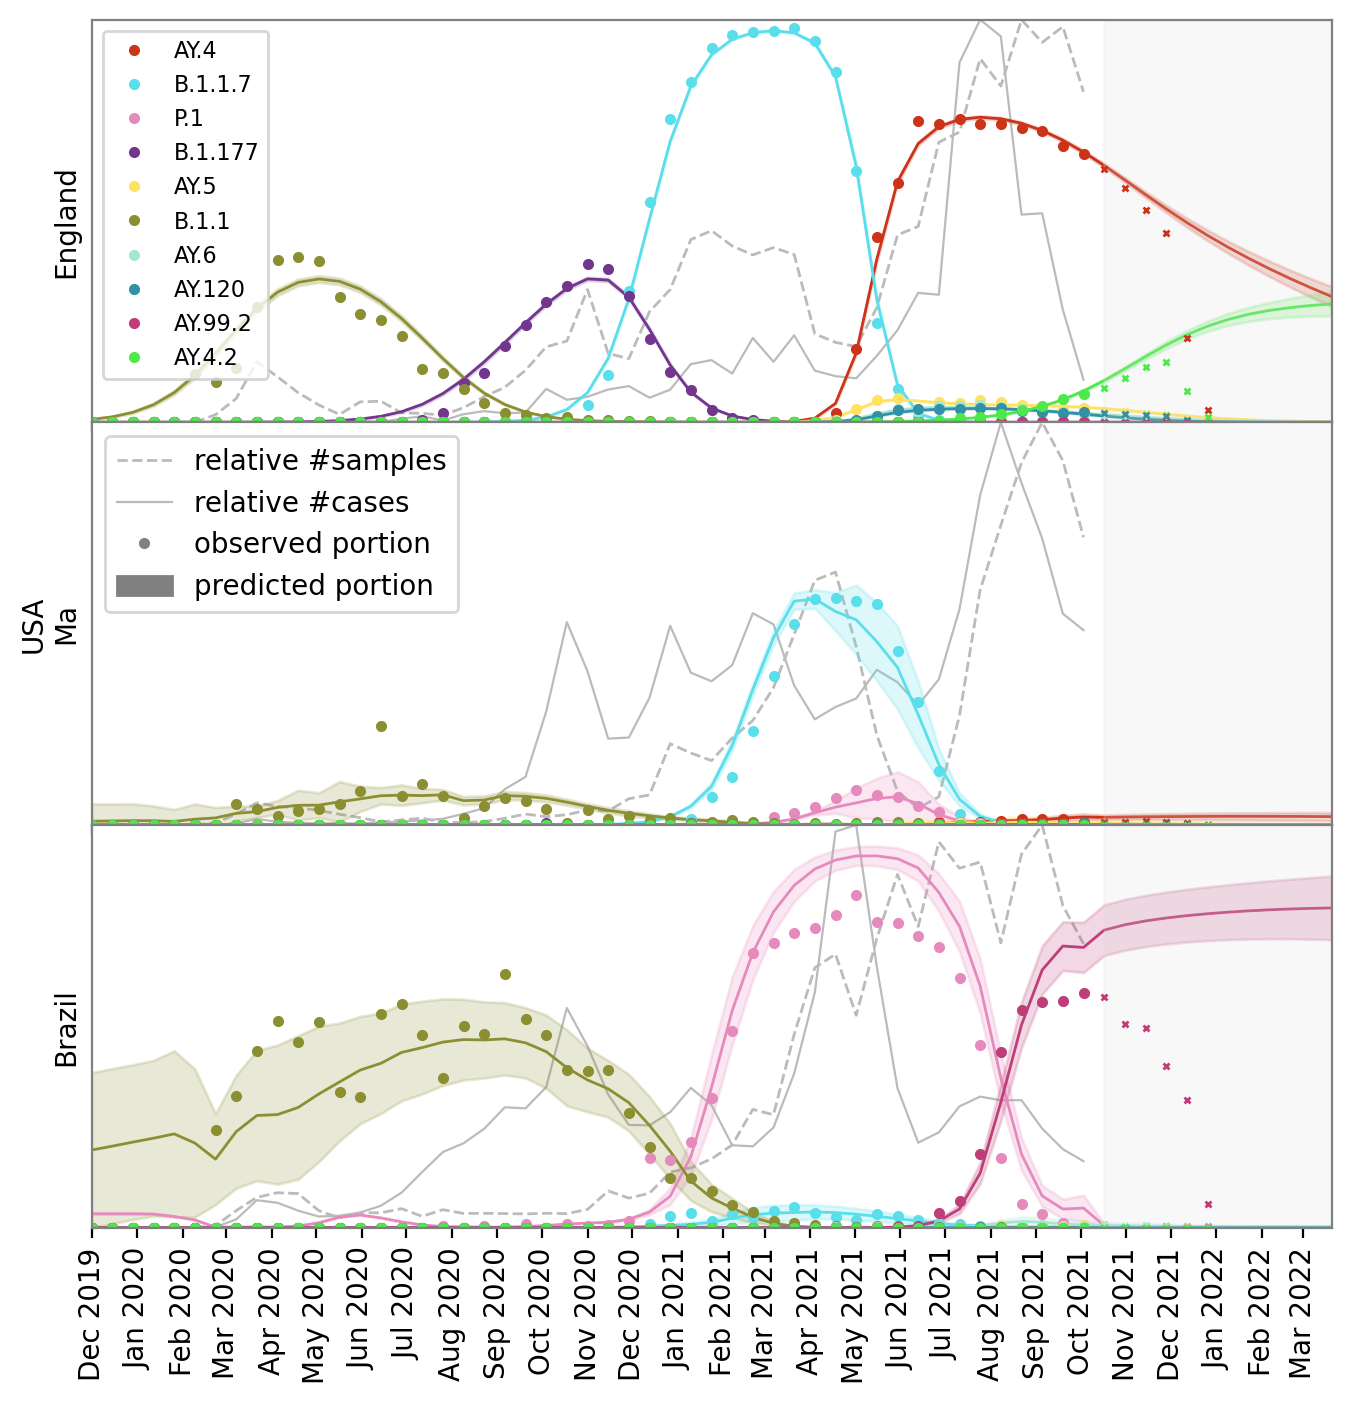 AY.4
B.1.1.7
P.1
B.1.177
AY.5
B.1.1
AY.6
AY.120
AY.99.2
AY.4.2
England
relative #samples
relative #cases
observed portion
predicted portion
USA
Ma
Brazil
Dec 2019
Jan 2020
Feb 2020
Mar 2020
Apr 2020
May 2020
Jun 2020
Jul 2020
Aug 2020
Sep 2020
Oct 2020
Nov 2020
Dec 2020
Jan 2021
Feb 2021
Mar 2021
Apr 2021
May 2021
Jun 2021
Jul 2021
Aug 2021
Sep 2021
Oct 2021
Nov 2021
Dec 2021
Jan 2022
Feb 2022
Mar 2022